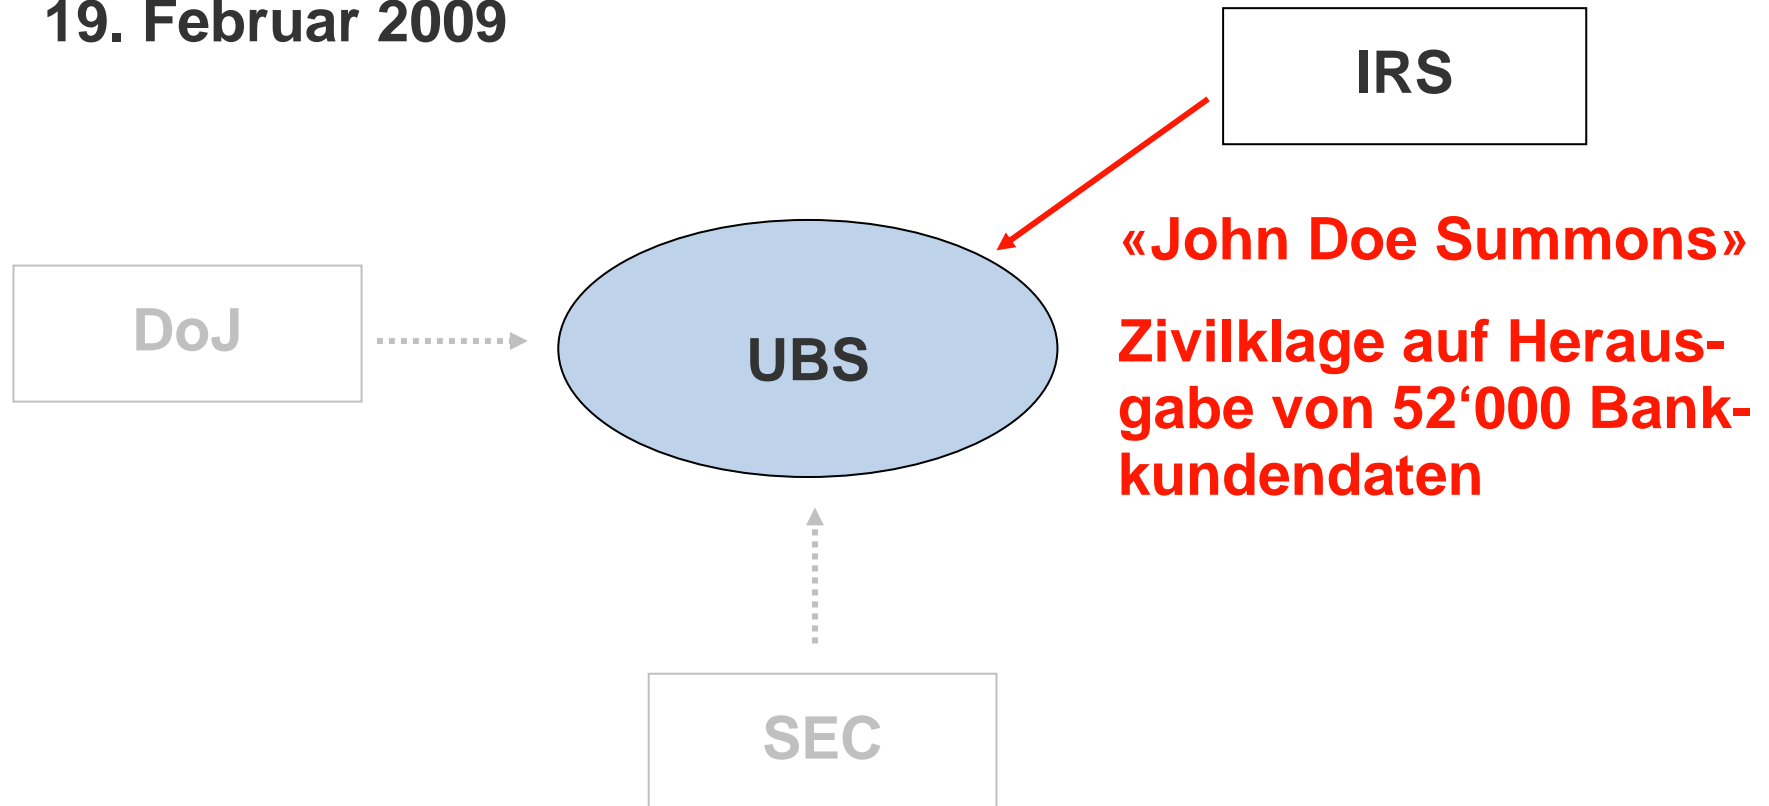 19. Februar 2009
IRS
«John Doe Summons»
DoJ
UBS
Zivilklage auf Heraus-
gabe von 52‘000 Bank-
kundendaten
SEC